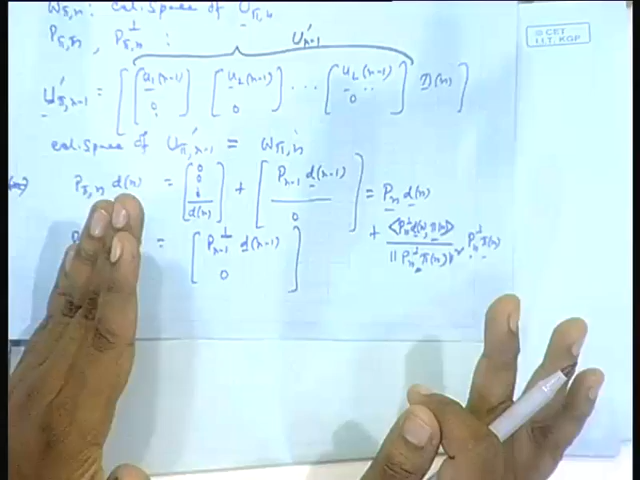 W_{π,n} : col. space of U_{π,n}
P_{π,n} , P^⊥_{π,n} :
U'_{n-1}
U'_{π,n-1} = [ [u_1(n-1) 0] [u_2(n-1) 0] ... [u_L(n-1) 0] π(n) ]
col. space of U'_{π,n-1} = W_{π,n}
P_{π,n} d(n) = [0 0 : d(n)] + [P_{n-1} d(n-1) 0] = P_n d(n)
+ <P_n^⊥ d(n), π(n)> / ||P_n^⊥ π(n)||^2 P_n^⊥ π(n)
= [P^⊥_{n-1} d(n-1) 0]
© CET
I.I.T. KGP